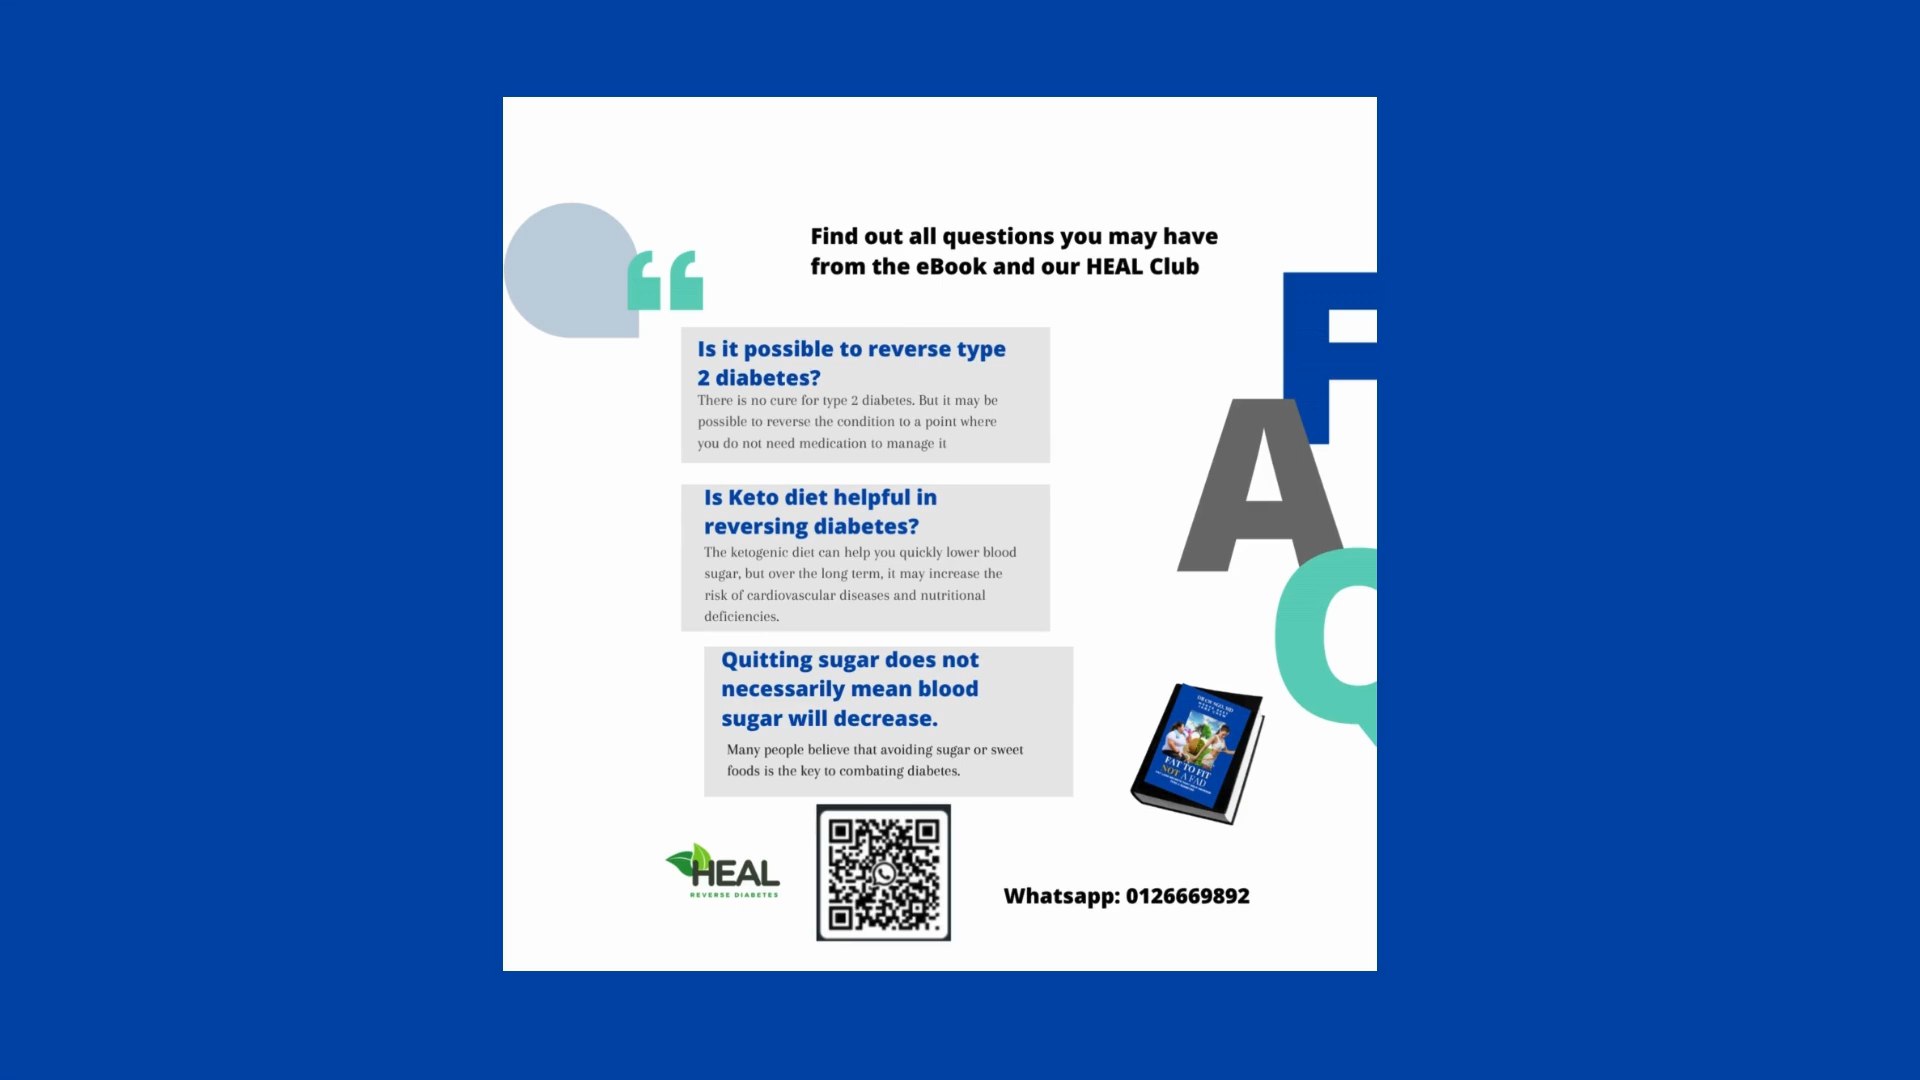 Find out all questions you may have
from the eBook and our HEAL Club
Is it possible to reverse type
2 diabetes?
There is no cure for type 2 diabetes. But it may be
possible to reverse the condition to a point where
you do not need medication to manage it
Is Keto diet helpful in
reversing diabetes?
The ketogenic diet can help you quickly lower blood
sugar, but over the long term, it may increase the
risk of cardiovascular diseases and nutritional
deficiencies.
Quitting sugar does not
necessarily mean blood
sugar will decrease.
Many people believe that avoiding sugar or sweet
foods is the key to combating diabetes.
F
A
Q
FAT TO FIT
NOT A FAD
HEAL
REVERSE DIABETES
Whatsapp: 0126669892